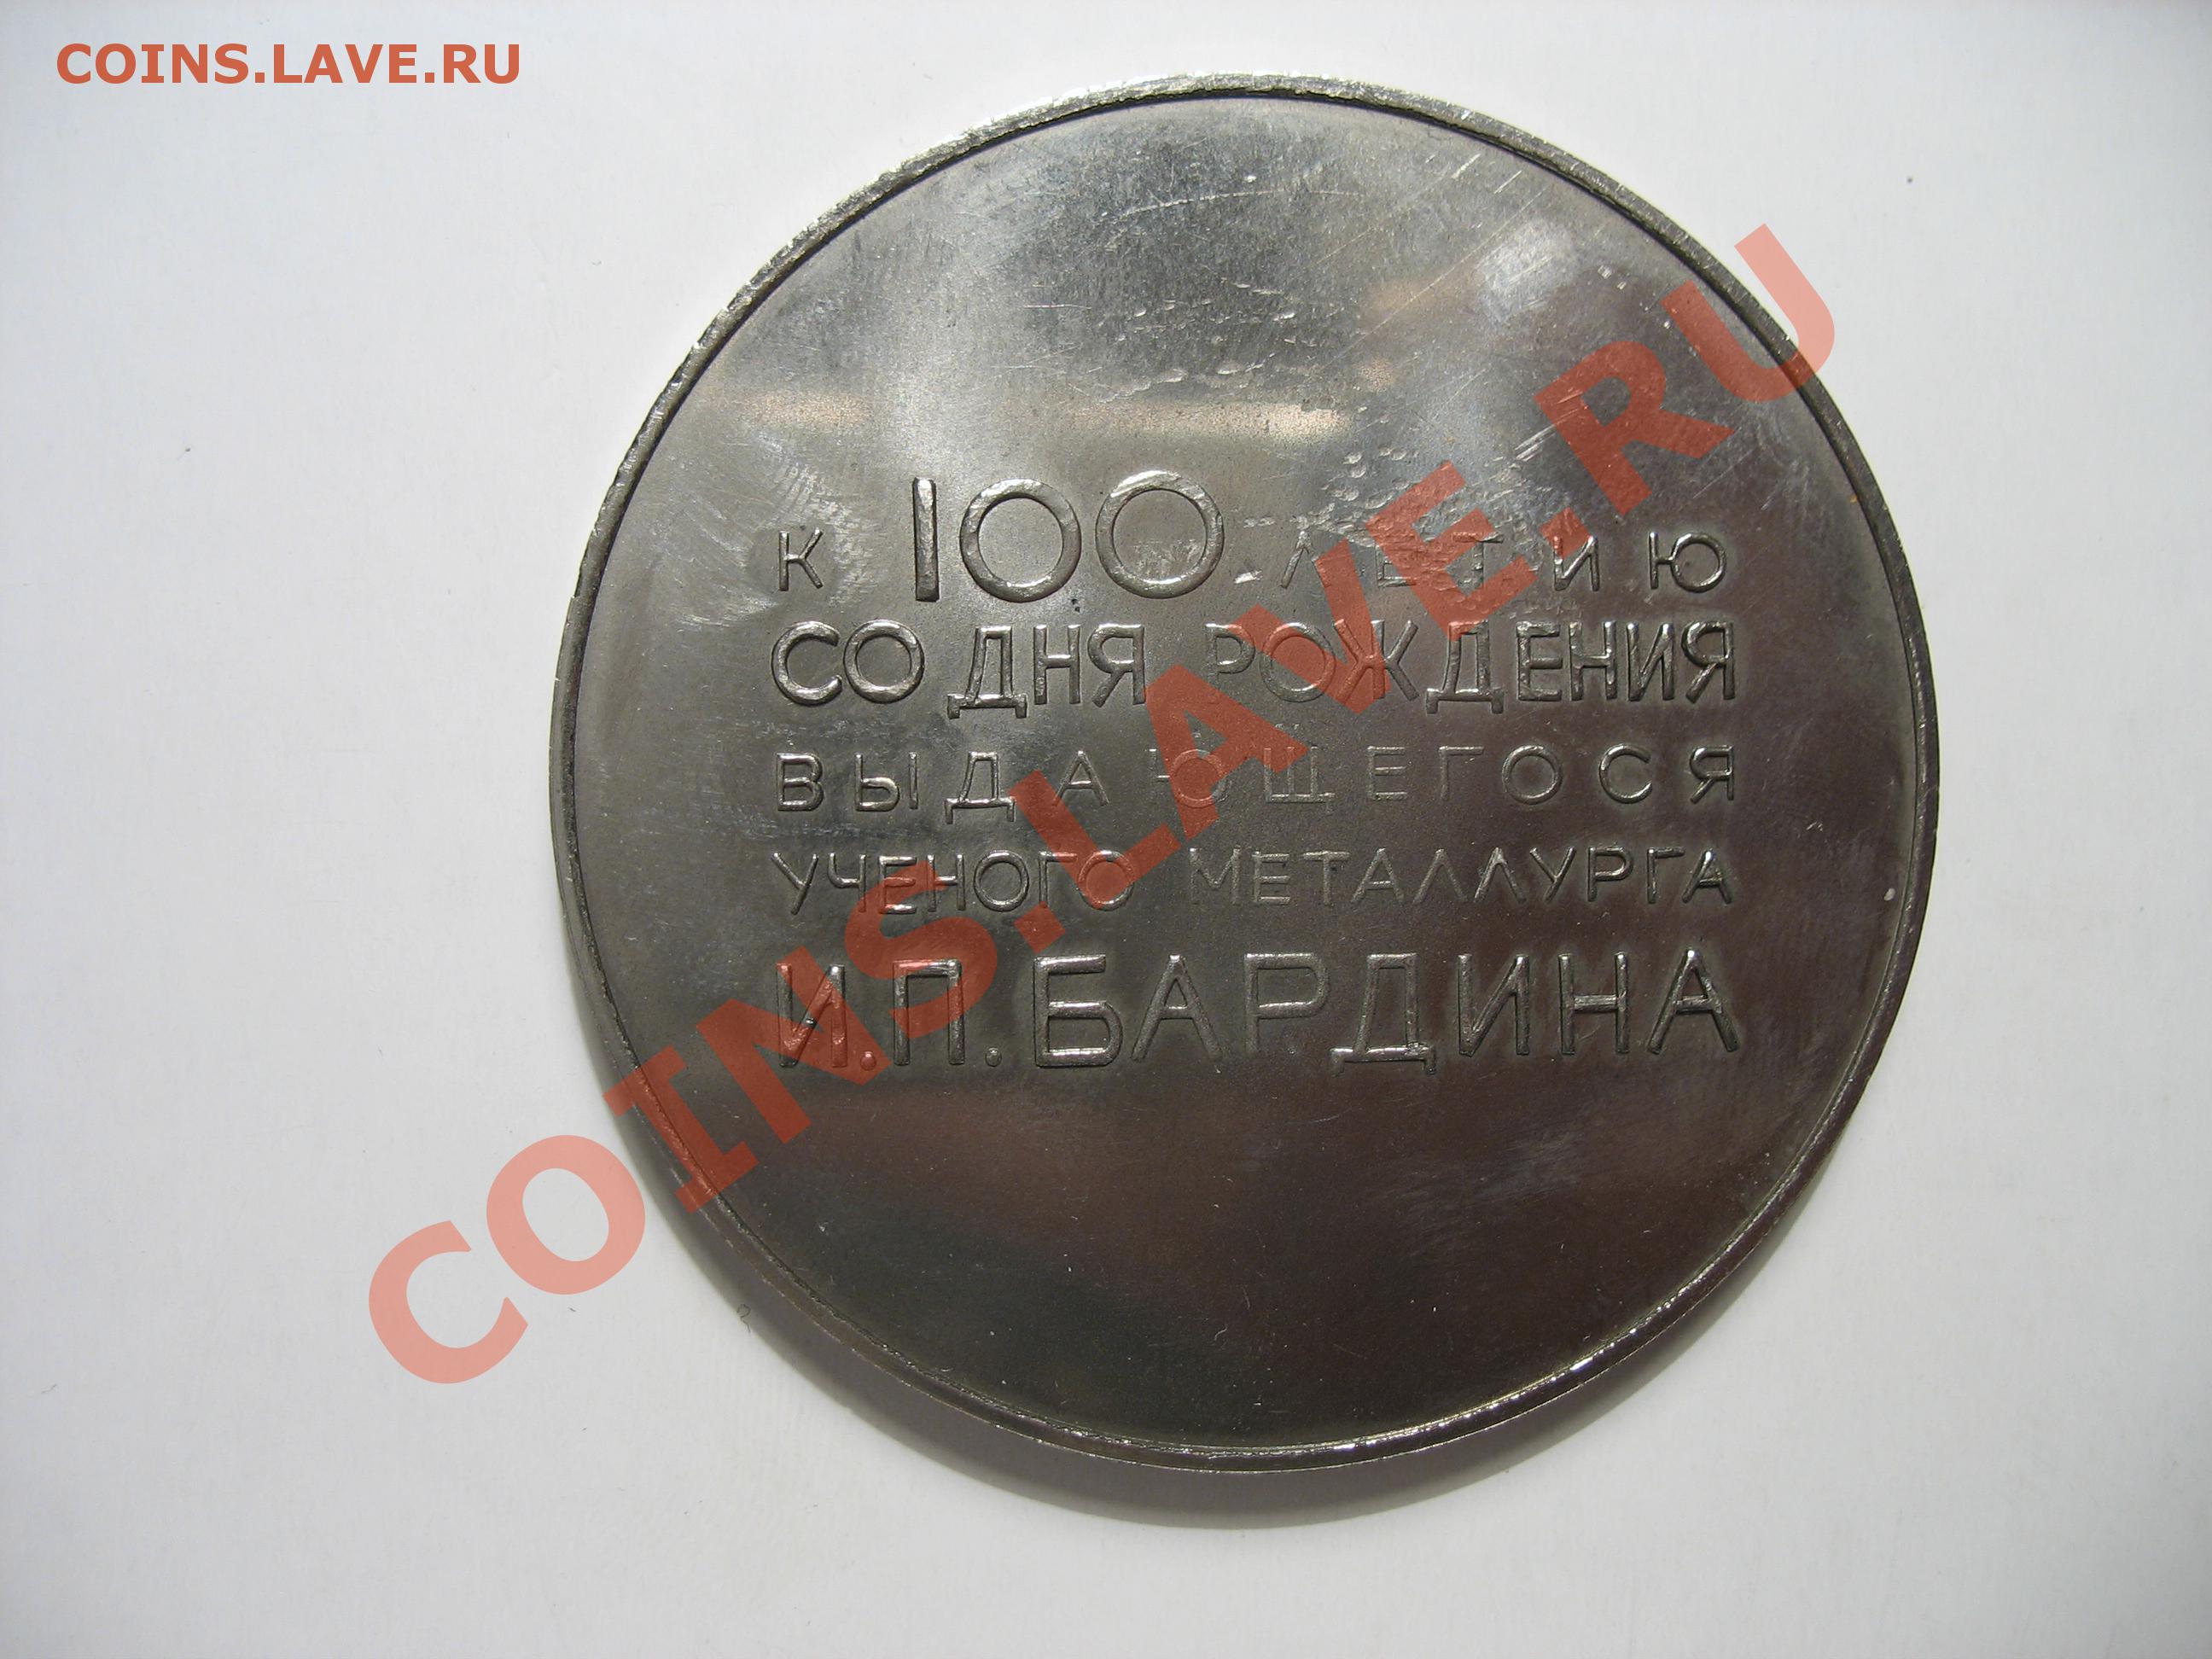 COINS.LAVE.RU
К 100-ЛЕТИЮ
СО ДНЯ РОЖДЕНИЯ
ВЫДАЮЩЕГОСЯ
УЧЕНОГО МЕТАЛЛУРГА
И.П.БАРДИНА
COINS.LAVE.RU